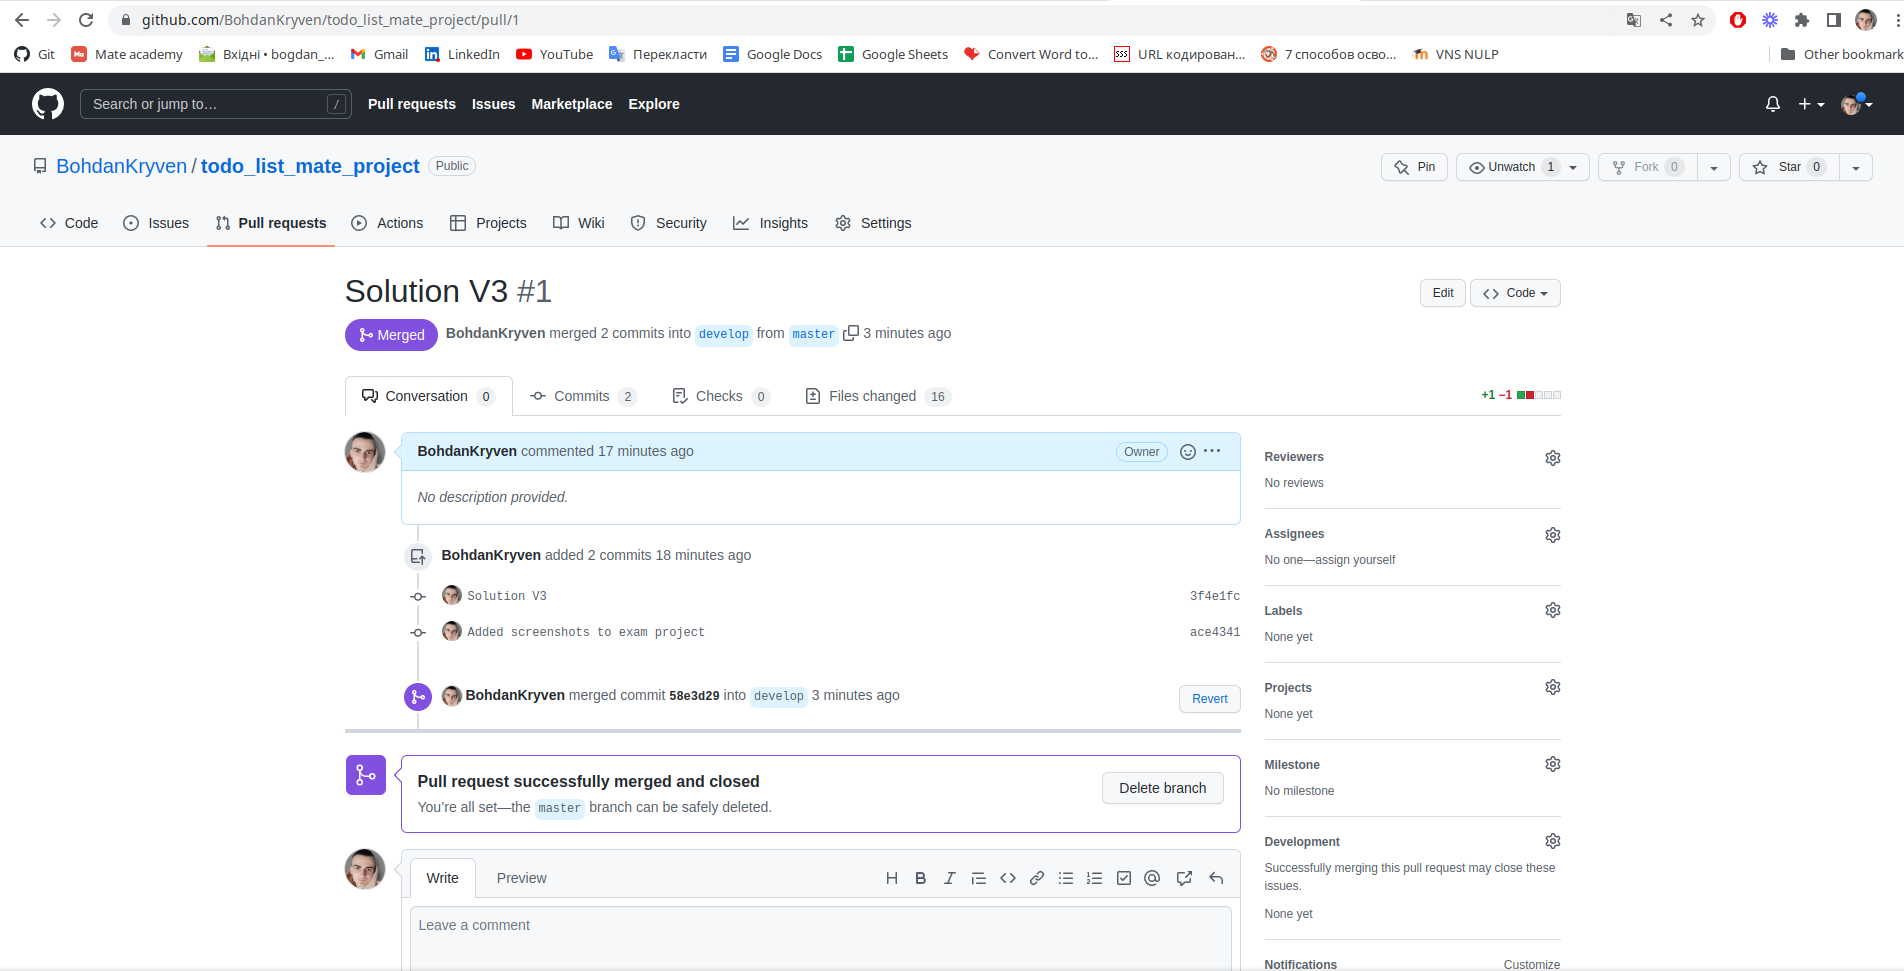 github.com/BohdanKryven/todo_list_mate_project/pull/1
Git Mate academy Вхідні • bogdan_... Gmail LinkedIn YouTube Перекласти Google Docs Google Sheets Convert Word to... URL кодирован... 7 способов осво... VNS NULP Other bookmark
Search or jump to… / Pull requests Issues Marketplace Explore
BohdanKryven / todo_list_mate_project Public Pin Unwatch 1 Fork 0 Star 0
Code Issues Pull requests Actions Projects Wiki Security Insights Settings
Solution V3 #1 Edit Code
Merged BohdanKryven merged 2 commits into develop from master 3 minutes ago
Conversation 0 Commits 2 Checks 0 Files changed 16 +1 −1
BohdanKryven commented 17 minutes ago Owner
No description provided.
BohdanKryven added 2 commits 18 minutes ago
Solution V3 3f4e1fc
Added screenshots to exam project ace4341
BohdanKryven merged commit 58e3d29 into develop 3 minutes ago Revert
Pull request successfully merged and closed
You’re all set—the master branch can be safely deleted.
Delete branch
Write Preview
Leave a comment
Reviewers
No reviews
Assignees
No one—assign yourself
Labels
None yet
Projects
None yet
Milestone
No milestone
Development
Successfully merging this pull request may close these
issues.
None yet
Notifications Customize